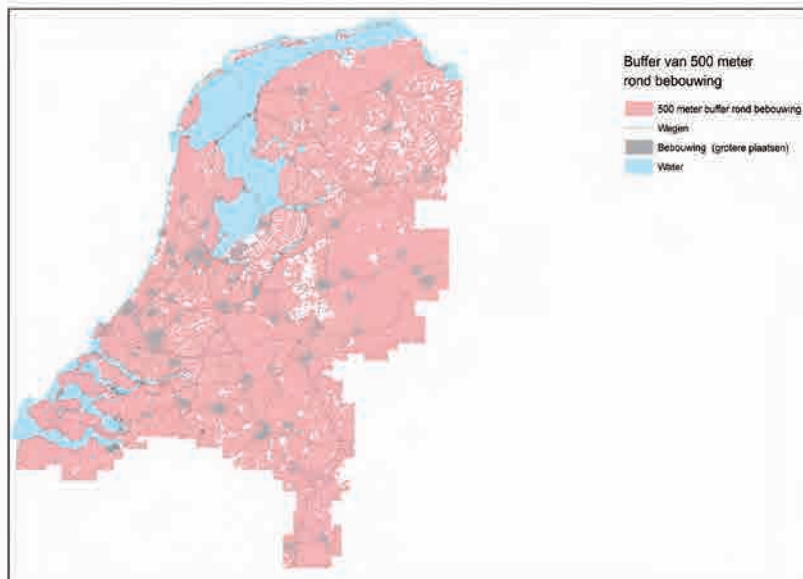 Buffer van 500 meter
rond bebouwing
500 meter buffer rond bebouwing
Wegen
Bebouwing (grotere plaatsen)
Water